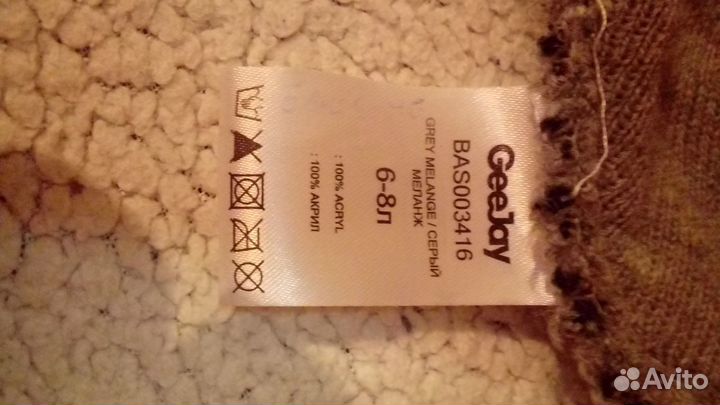 GeeJay
BAS003416
GREY MELANGE / СЕРЫЙ
МЕЛАНЖ
6-8л
: 100% ACRYL
: 100% АКРИЛ
Avito